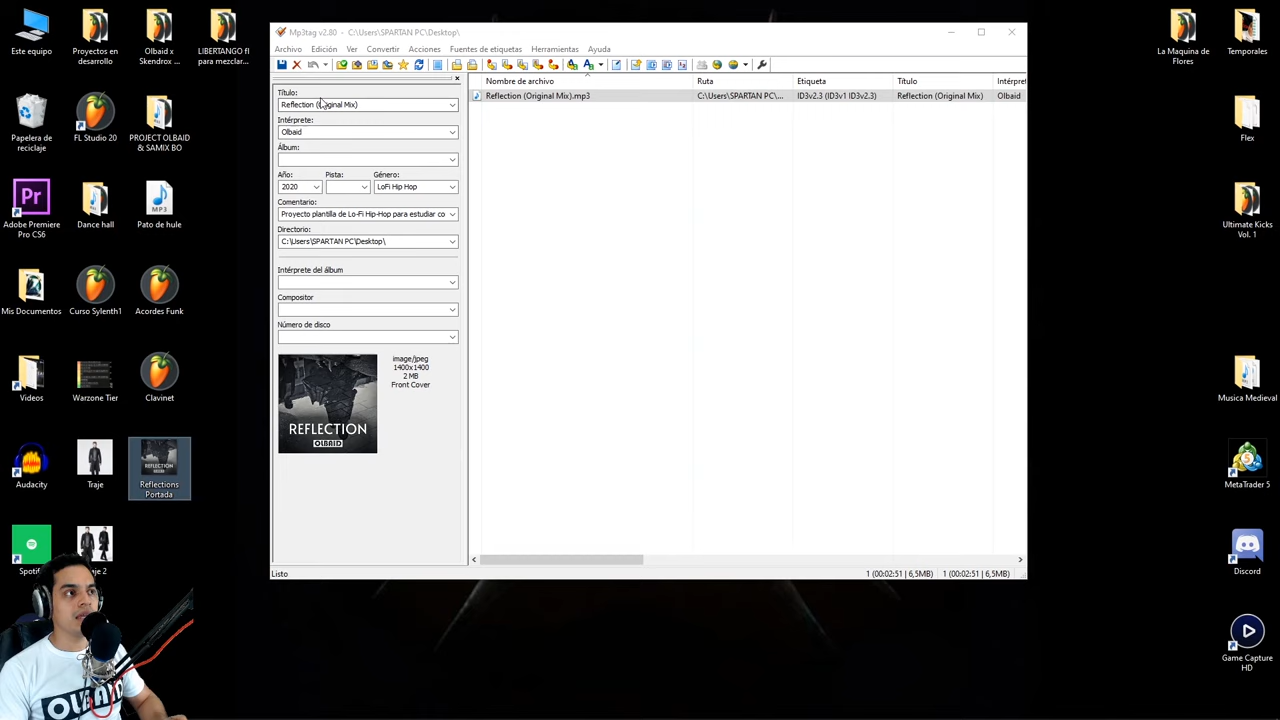 Mp3tag v2.80 - C:\Users\SPARTAN PC\Desktop\
Archivo Edición Ver Convertir Acciones Fuentes de etiquetas Herramientas Ayuda
Título:
Reflection (Original Mix)
Intérprete:
Olbaid
Álbum:
Año: Pista: Género:
2020 LoFi Hip Hop
Comentario:
Proyecto plantilla de Lo-Fi Hip-Hop para estudiar co
Directorio:
C:\Users\SPARTAN PC\Desktop\
Intérprete del álbum
Compositor
Número de disco
image/jpeg
1400x1400
2 MB
Front Cover
REFLECTION
OLBAID
Nombre de archivo Ruta Etiqueta Título Intérpret
Reflection (Original Mix).mp3 C:\Users\SPARTAN PC\... ID3v2.3 (ID3v1 ID3v2.3) Reflection (Original Mix) Olbaid
Listo
1 (00:02:51 | 6,5MB) 1 (00:02:51 | 6,5MB)
Este equipo
Proyectos en
desarrollo
Olbaid x
Skendrox ...
LIBERTANGO fl
para mezclar...
Papelera de
reciclaje
FL Studio 20
PROJECT OLBAID
& SAMIX BO
Pr
Adobe Premiere
Pro CS6
Dance hall
MP3
Pato de hule
Mis Documentos
Curso Sylenth1
Acordes Funk
Videos
Warzone Tier
Clavinet
Audacity
Traje
REFLECTION
Reflections
Portada
Spotif
je 2
OLBAID
La Maquina de
Flores
Temporales
Flex
Ultimate Kicks
Vol. 1
Musica Medieval
MetaTrader 5
Discord
Game Capture
HD